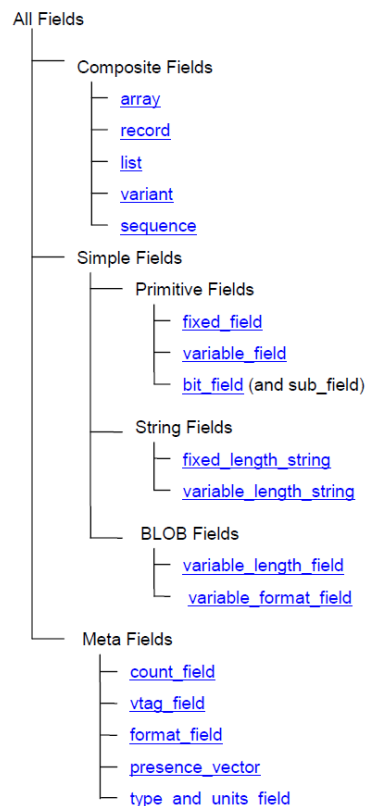 All Fields
Composite Fields
array
record
list
variant
sequence
Simple Fields
Primitive Fields
fixed_field
variable_field
bit_field (and sub_field)
String Fields
fixed_length_string
variable_length_string
BLOB Fields
variable_length_field
variable_format_field
Meta Fields
count_field
vtag_field
format_field
presence_vector
type_and_units_field